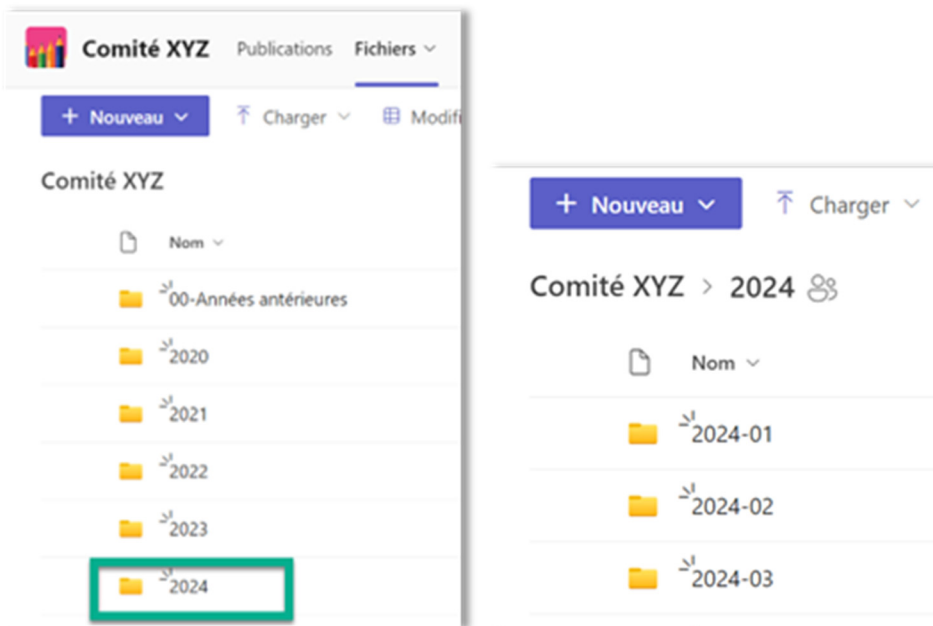 Comité XYZ Publications Fichiers
+ Nouveau Charger Modifi
Comité XYZ
Nom
00-Années antérieures
2020
2021
2022
2023
2024
+ Nouveau Charger
Comité XYZ > 2024
Nom
2024-01
2024-02
2024-03